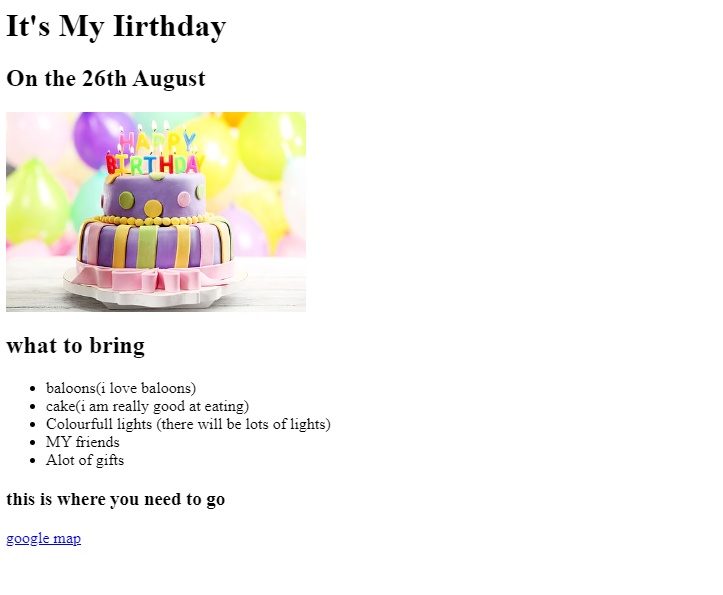 It's My Iirthday
On the 26th August
HAPPY
BIRTHDAY
what to bring
baloons(i love baloons)
cake(i am really good at eating)
Colourfull lights (there will be lots of lights)
MY friends
Alot of gifts
this is where you need to go
google map